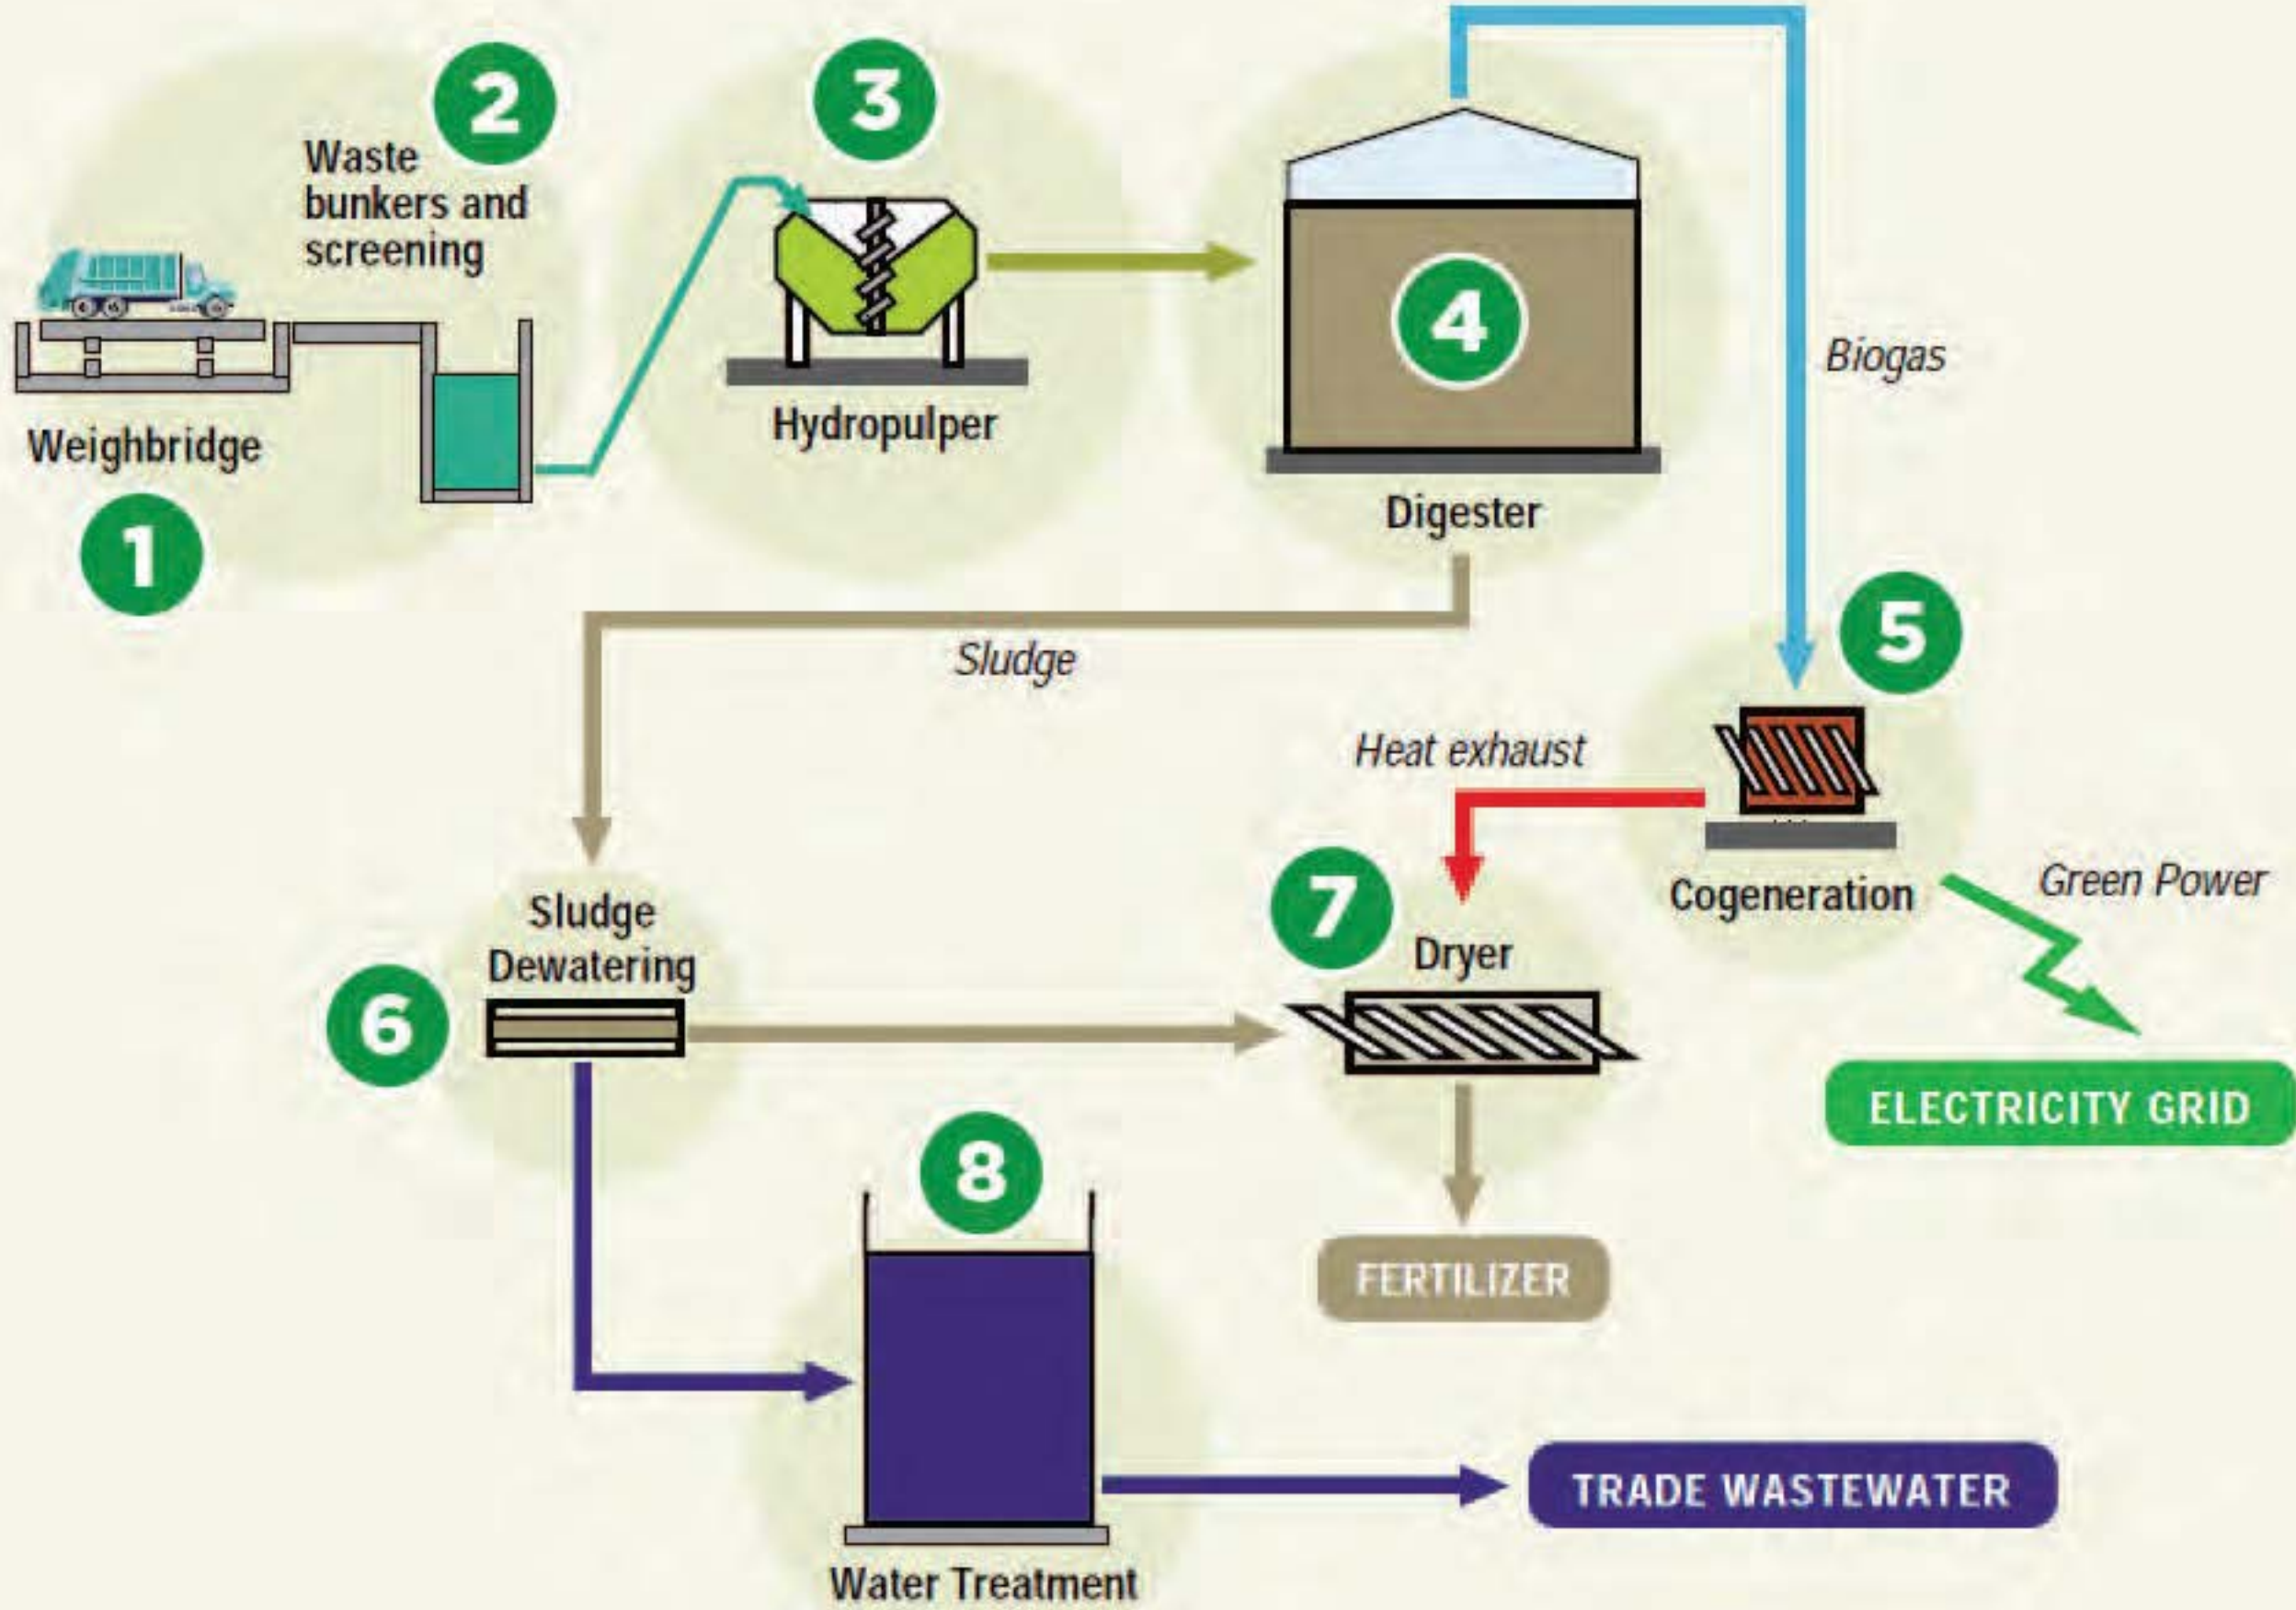 2
Waste
bunkers and
screening
Weighbridge
1
3
Hydropulper
4
Digester
Biogas
Sludge
5
Heat exhaust
Cogeneration
Green Power
ELECTRICITY GRID
Sludge
Dewatering
6
7
Dryer
FERTILIZER
8
Water Treatment
TRADE WASTEWATER